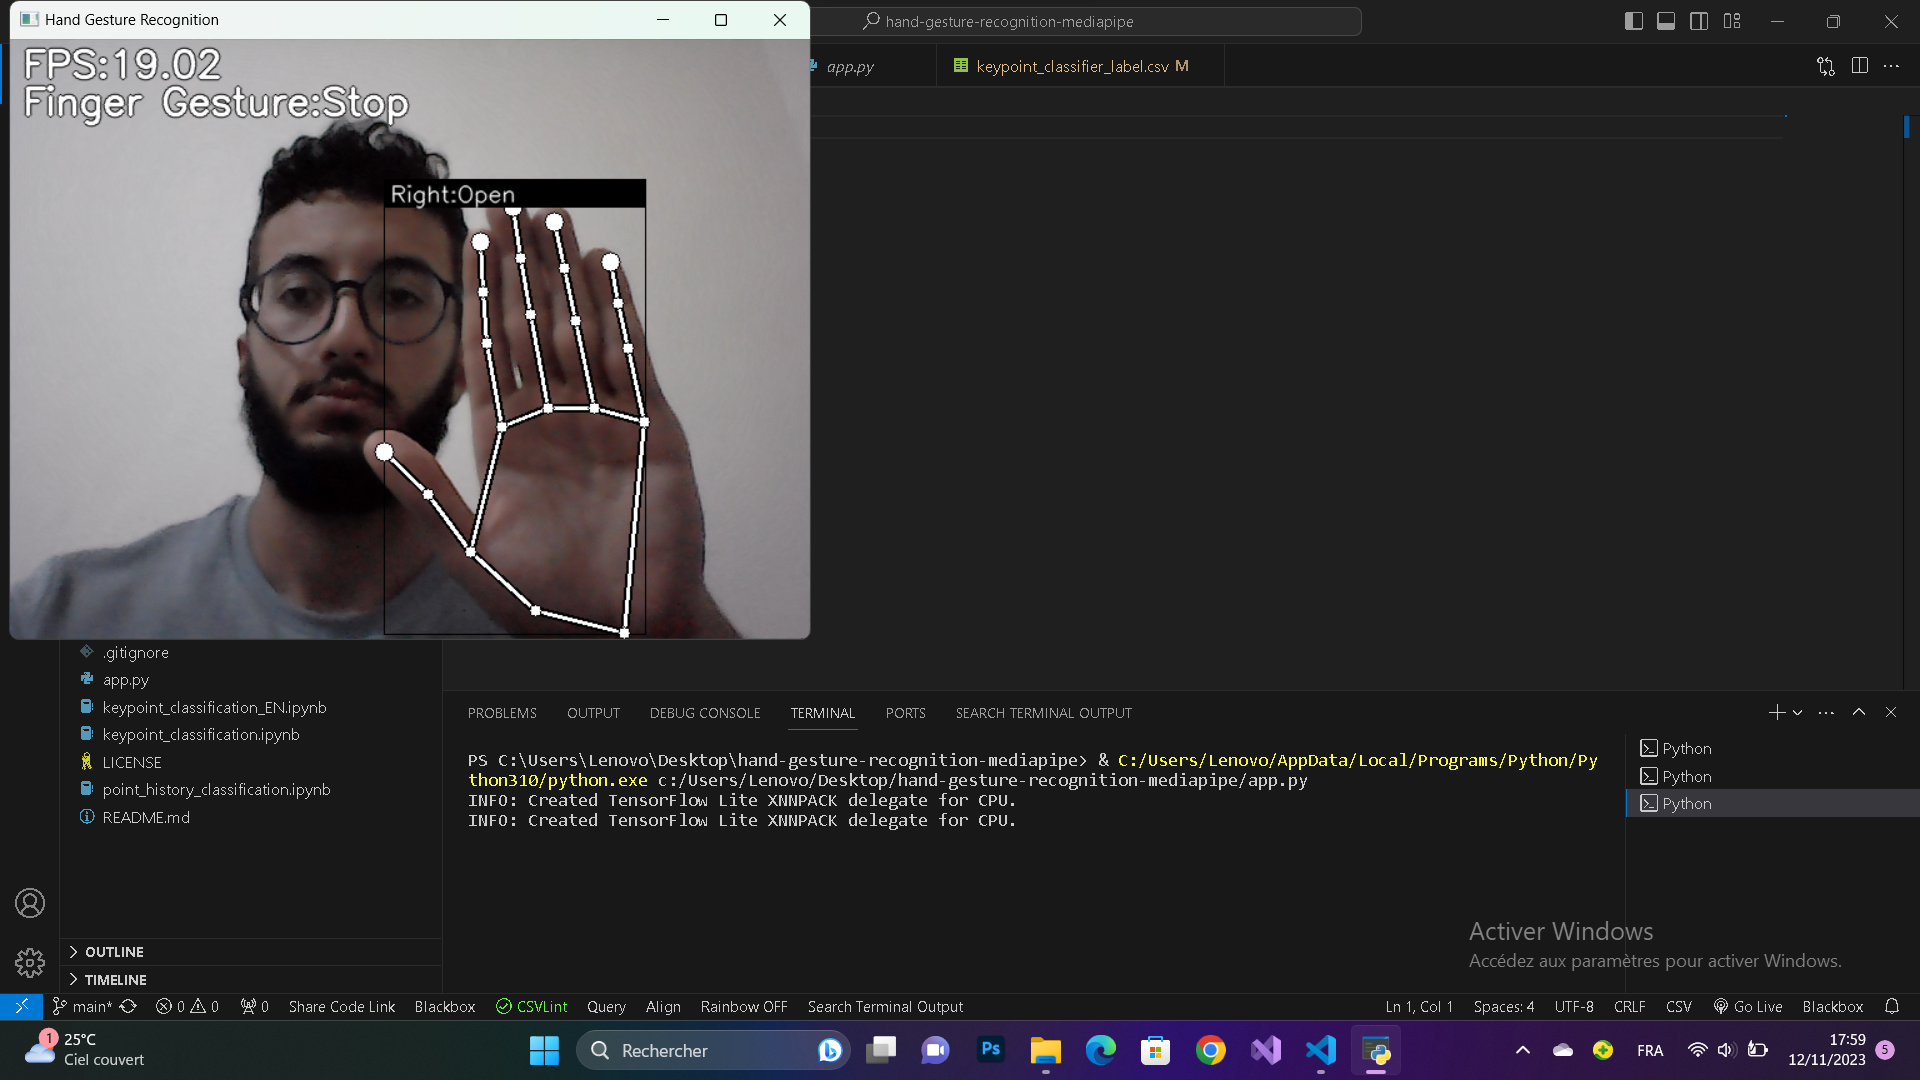 Hand Gesture Recognition
FPS:19.02
Finger Gesture:Stop
Right:Open
hand-gesture-recognition-mediapipe
app.py
keypoint_classifier_label.csv M
.gitignore
app.py
keypoint_classification_EN.ipynb
keypoint_classification.ipynb
LICENSE
point_history_classification.ipynb
README.md
OUTLINE
TIMELINE
PROBLEMS OUTPUT DEBUG CONSOLE TERMINAL PORTS SEARCH TERMINAL OUTPUT
PS C:\Users\Lenovo\Desktop\hand-gesture-recognition-mediapipe> & C:/Users/Lenovo/AppData/Local/Programs/Python/Py
thon310/python.exe c:/Users/Lenovo/Desktop/hand-gesture-recognition-mediapipe/app.py
INFO: Created TensorFlow Lite XNNPACK delegate for CPU.
INFO: Created TensorFlow Lite XNNPACK delegate for CPU.
Python
Python
Python
Activer Windows
Accédez aux paramètres pour activer Windows.
main* 0 0 0 Share Code Link Blackbox CSVLint Query Align Rainbow OFF Search Terminal Output Ln 1, Col 1 Spaces: 4 UTF-8 CRLF CSV Go Live Blackbox
1
25°C
Ciel couvert
Rechercher
Ps
FRA
17:59
12/11/2023
5